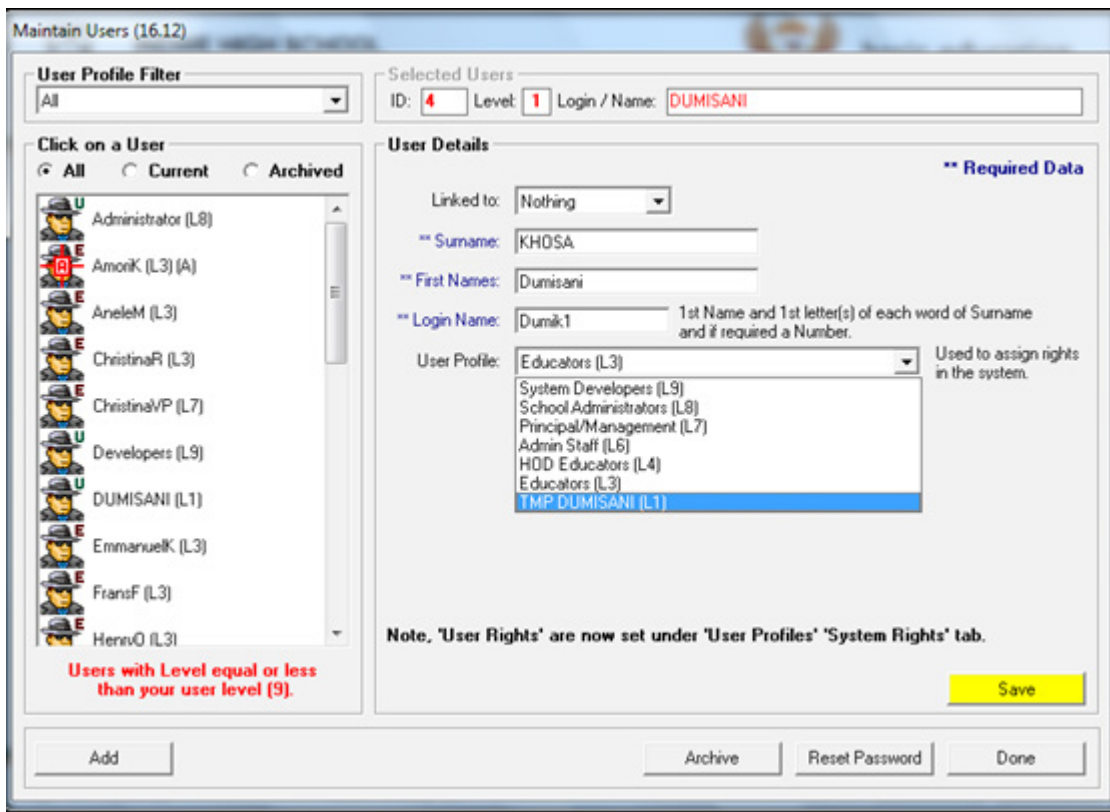 Maintain Users (16.12)
User Profile Filter
All
Selected Users
ID: 4 Level: 1 Login / Name: DUMISANI
Click on a User
All Current Archived
U
Administrator (L8)
E
A
AmoriK (L3) (A)
E
AneleM (L3)
E
ChristinaR (L3)
E
ChristinaVP (L7)
U
Developers (L9)
U
DUMISANI (L1)
E
EmmanuelK (L3)
E
FransF (L3)
E
HenryO (L3)
Users with Level equal or less
than your user level (9).
User Details
** Required Data
Linked to: Nothing
** Surname: KHOSA
** First Names: Dumisani
** Login Name: Dumik1 1st Name and 1st letter(s) of each word of Surname
and if required a Number.
User Profile: Educators (L3) Used to assign rights
in the system.
System Developers (L9)
School Administrators (L8)
Principal/Management (L7)
Admin Staff (L6)
HOD Educators (L4)
Educators (L3)
TMP DUMISANI (L1)
Note, 'User Rights' are now set under 'User Profiles' 'System Rights' tab.
Save
Add Archive Reset Password Done